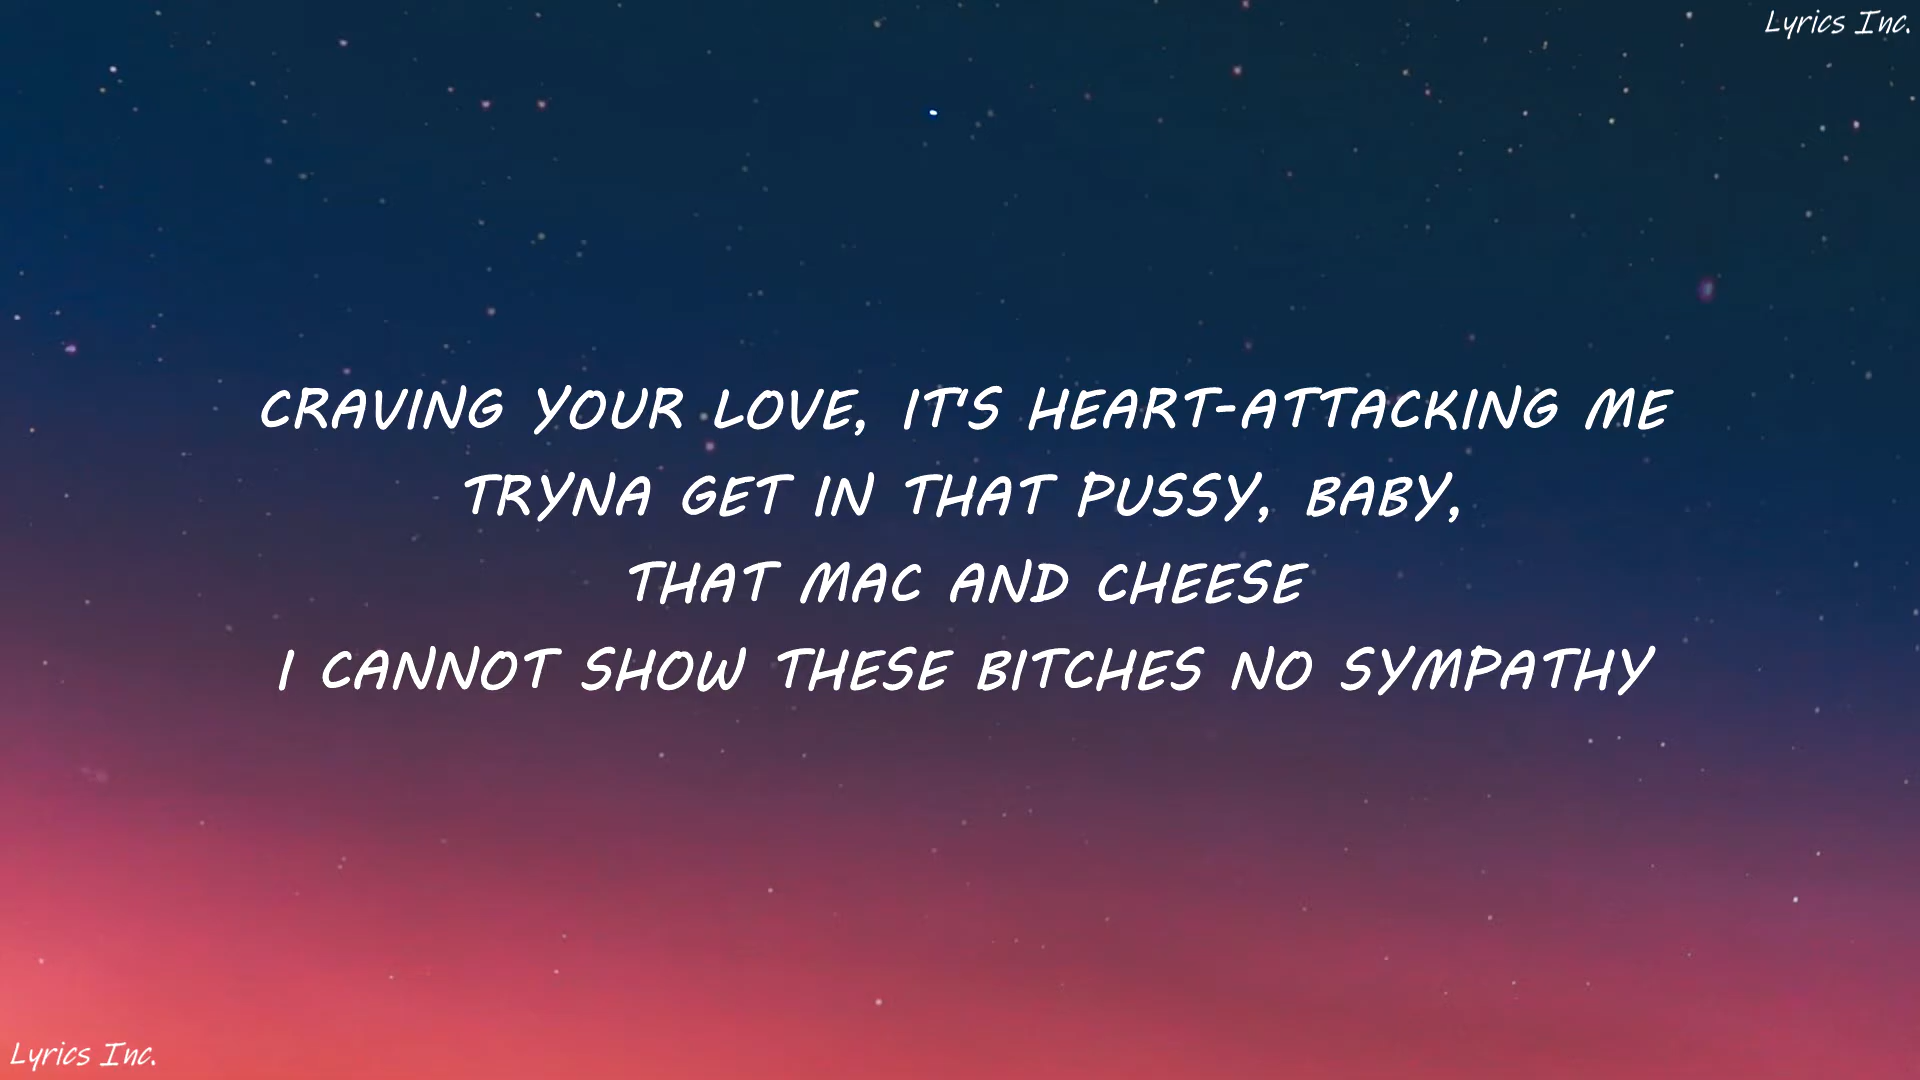 Lyrics Inc.
CRAVING YOUR LOVE, IT'S HEART-ATTACKING ME
TRYNA GET IN THAT PUSSY, BABY,
THAT MAC AND CHEESE
I CANNOT SHOW THESE BITCHES NO SYMPATHY
Lyrics Inc.